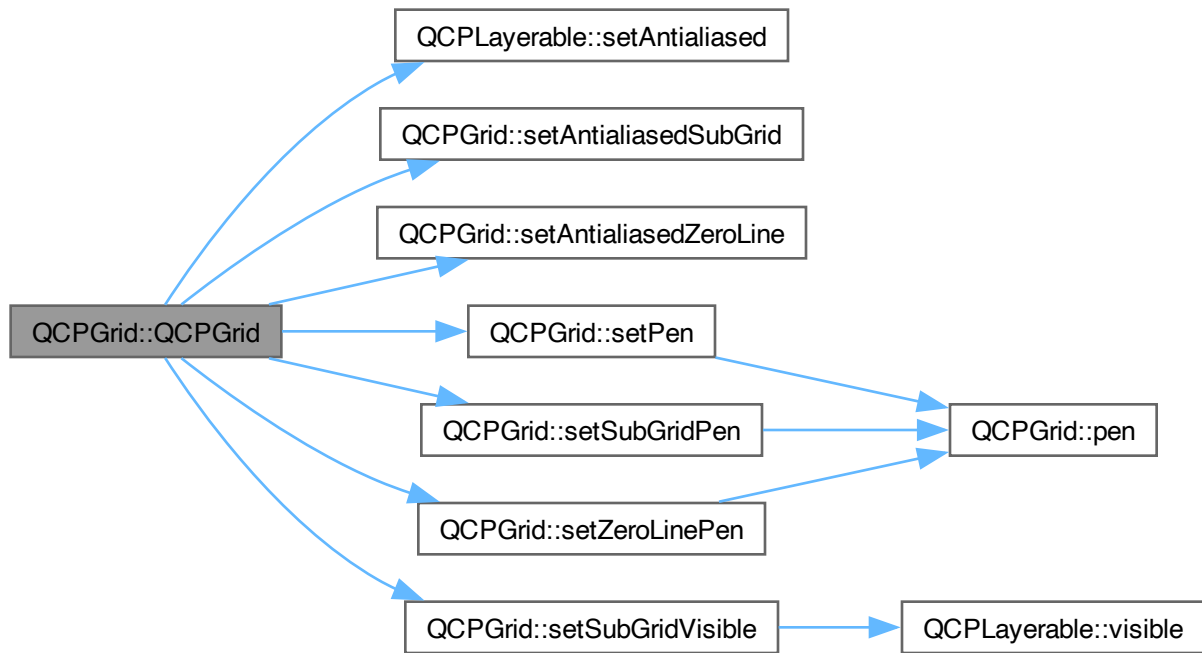 QCPLayerable::setAntialiased
QCPGrid::setAntialiasedSubGrid
QCPGrid::setAntialiasedZeroLine
QCPGrid::QCPGrid
QCPGrid::setPen
QCPGrid::setSubGridPen
QCPGrid::pen
QCPGrid::setZeroLinePen
QCPGrid::setSubGridVisible
QCPLayerable::visible